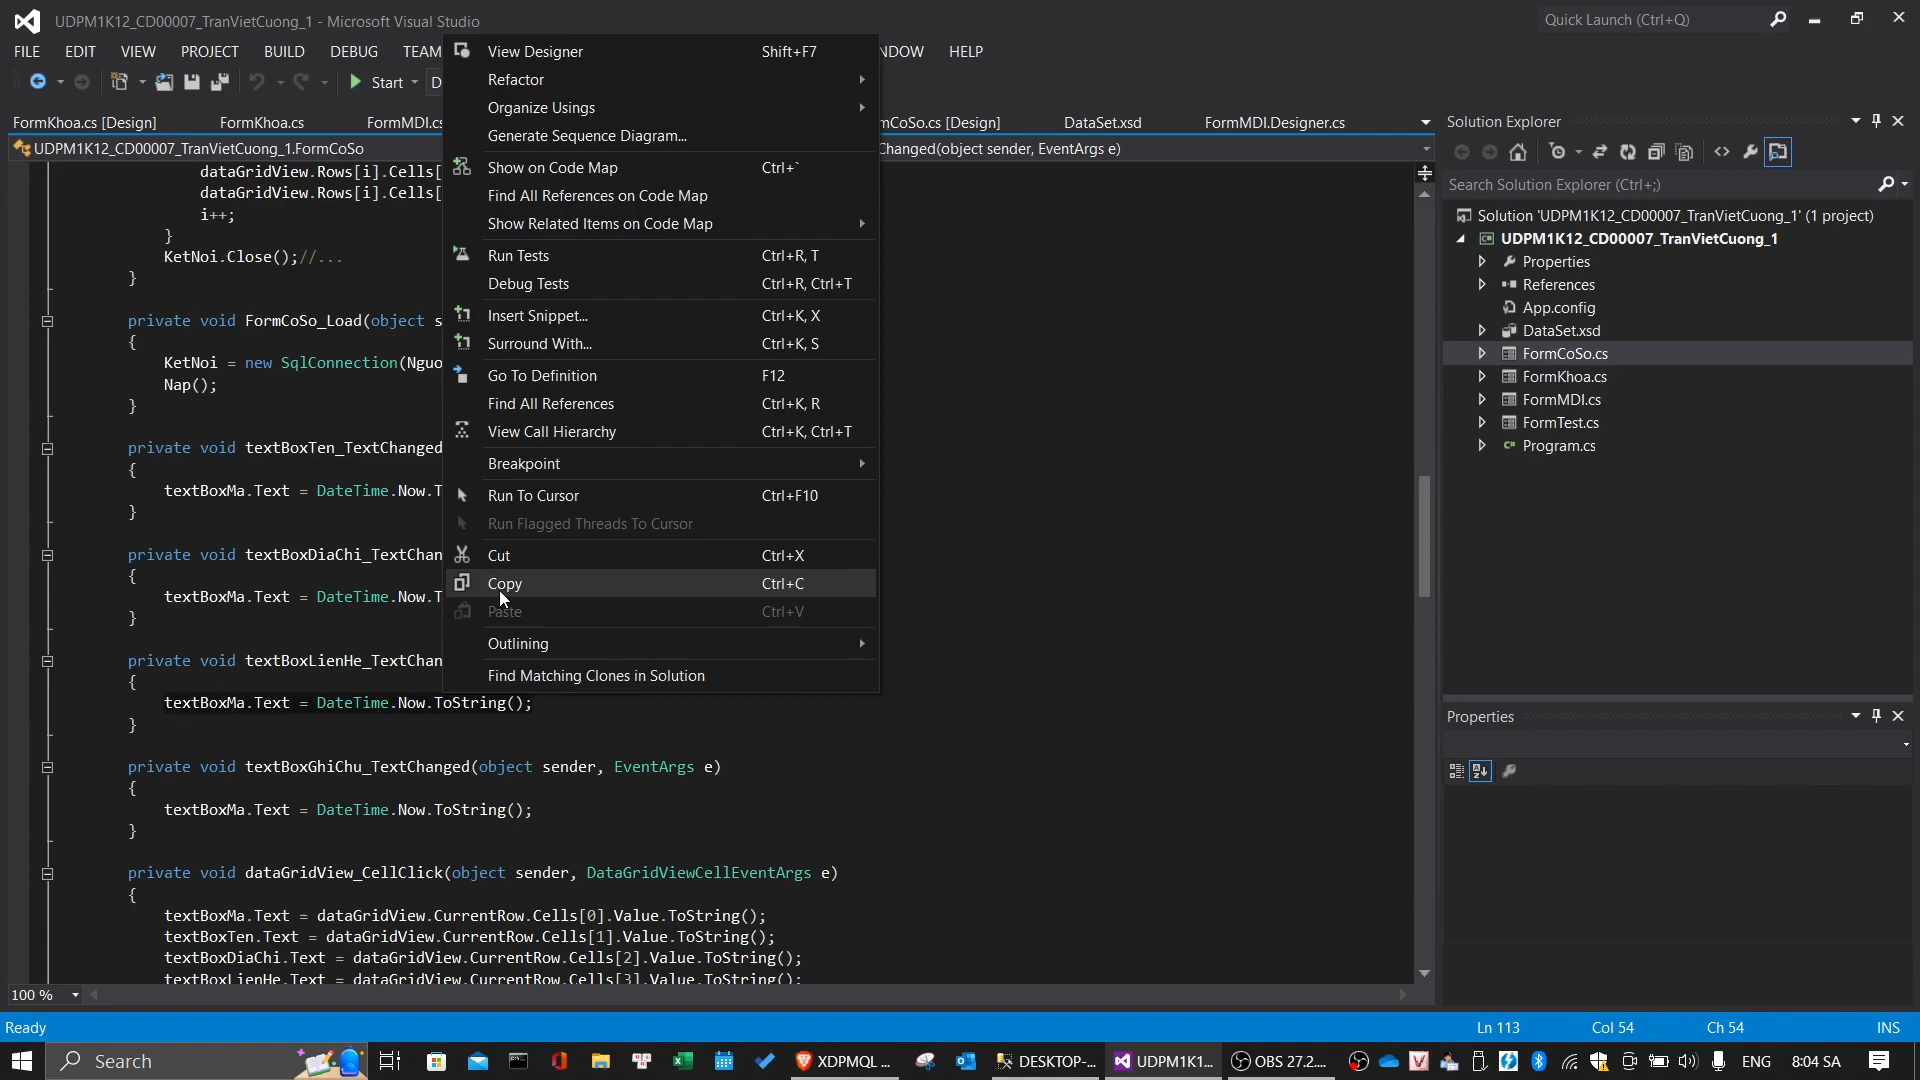 UDPM1K12_CD00007_TranVietCuong_1 - Microsoft Visual Studio
Quick Launch (Ctrl+Q)
FILE EDIT VIEW PROJECT BUILD DEBUG TEAM NDOW HELP
Start D
FormKhoa.cs [Design] FormKhoa.cs FormMDI.cs mCoSo.cs [Design] DataSet.xsd FormMDI.Designer.cs
UDPM1K12_CD00007_TranVietCuong_1.FormCoSo
Changed(object sender, EventArgs e)
dataGridView.Rows[i].Cells[
dataGridView.Rows[i].Cells[
i++;
}
KetNoi.Close();//...
}
private void FormCoSo_Load(object s
{
KetNoi = new SqlConnection(Nguo
Nap();
}
private void textBoxTen_TextChanged
{
textBoxMa.Text = DateTime.Now.T
}
private void textBoxDiaChi_TextChan
{
textBoxMa.Text = DateTime.Now.T
}
private void textBoxLienHe_TextChan
{
textBoxMa.Text = DateTime.Now.ToString();
}
private void textBoxGhiChu_TextChanged(object sender, EventArgs e)
{
textBoxMa.Text = DateTime.Now.ToString();
}
private void dataGridView_CellClick(object sender, DataGridViewCellEventArgs e)
{
textBoxMa.Text = dataGridView.CurrentRow.Cells[0].Value.ToString();
textBoxTen.Text = dataGridView.CurrentRow.Cells[1].Value.ToString();
textBoxDiaChi.Text = dataGridView.CurrentRow.Cells[2].Value.ToString();
textBoxLienHe.Text = dataGridView.CurrentRow.Cells[3].Value.ToString();
100 %
View Designer Shift+F7
Refactor
Organize Usings
Generate Sequence Diagram...
Show on Code Map Ctrl+`
Find All References on Code Map
Show Related Items on Code Map
Run Tests Ctrl+R, T
Debug Tests Ctrl+R, Ctrl+T
Insert Snippet... Ctrl+K, X
Surround With... Ctrl+K, S
Go To Definition F12
Find All References Ctrl+K, R
View Call Hierarchy Ctrl+K, Ctrl+T
Breakpoint
Run To Cursor Ctrl+F10
Run Flagged Threads To Cursor
Cut Ctrl+X
Copy Ctrl+C
Paste Ctrl+V
Outlining
Find Matching Clones in Solution
Solution Explorer
Search Solution Explorer (Ctrl+;)
Solution 'UDPM1K12_CD00007_TranVietCuong_1' (1 project)
UDPM1K12_CD00007_TranVietCuong_1
Properties
References
App.config
DataSet.xsd
FormCoSo.cs
FormKhoa.cs
FormMDI.cs
FormTest.cs
Program.cs
Properties
Ready Ln 113 Col 54 Ch 54 INS
Search XDPMQL ... DESKTOP-... UDPM1K1... OBS 27.2.... ENG 8:04 SA